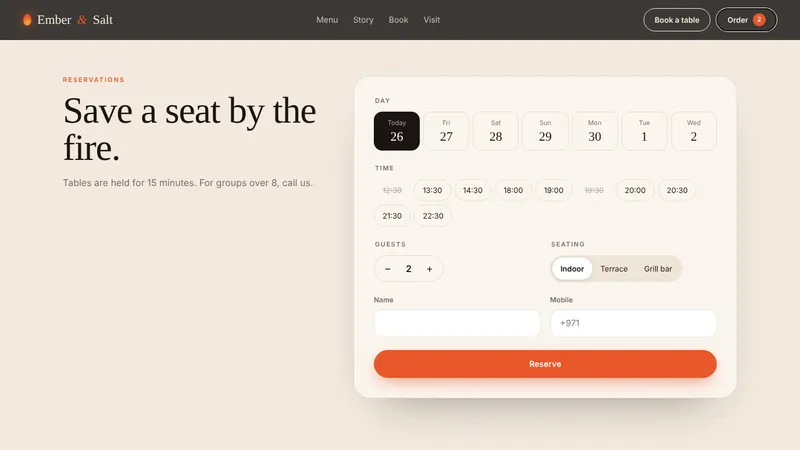 Ember & Salt
Menu Story Book Visit
Book a table
Order 2
RESERVATIONS
Save a seat by the
fire.
Tables are held for 15 minutes. For groups over 8, call us.
DAY
Today Fri Sat Sun Mon Tue Wed
26 27 28 29 30 1 2
TIME
12:30 13:30 14:30 18:00 19:00 19:30 20:00 20:30
21:30 22:30
GUESTS SEATING
− 2 + Indoor Terrace Grill bar
Name Mobile
+971
Reserve